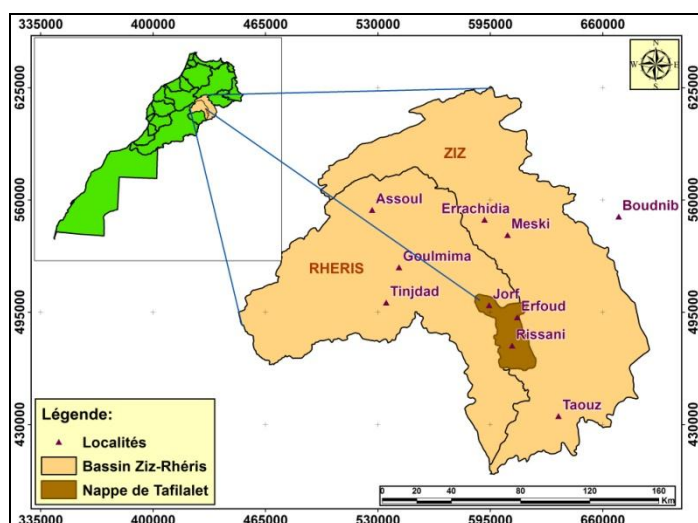 335000 400000 465000 530000 595000 660000
N
W E
S
625000 625000
ZIZ
560000 560000
Assoul
Boudnib
Errachidia
Meski
RHERIS
Goulmima
Tinjdad
Jorf
495000 495000
Erfoud
Rissani
430000 430000
Taouz
Légende:
Localités
Bassin Ziz-Rhéris
Nappe de Tafilalet
0 20 40 80 120 160
Km
335000 400000 465000 530000 595000 660000